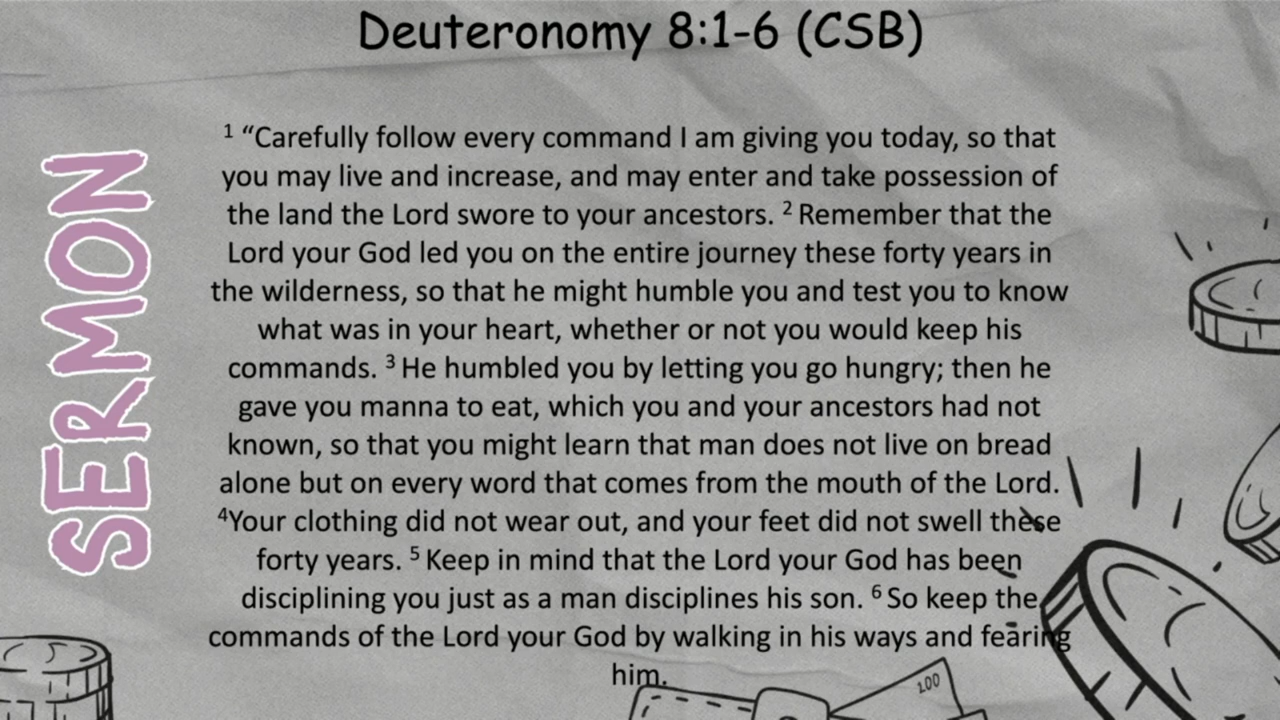 Deuteronomy 8:1-6 (CSB)
SERMON
1 “Carefully follow every command I am giving you today, so that
you may live and increase, and may enter and take possession of
the land the Lord swore to your ancestors. 2 Remember that the
Lord your God led you on the entire journey these forty years in
the wilderness, so that he might humble you and test you to know
what was in your heart, whether or not you would keep his
commands. 3 He humbled you by letting you go hungry; then he
gave you manna to eat, which you and your ancestors had not
known, so that you might learn that man does not live on bread
alone but on every word that comes from the mouth of the Lord.
4Your clothing did not wear out, and your feet did not swell these
forty years. 5 Keep in mind that the Lord your God has been
disciplining you just as a man disciplines his son. 6 So keep the
commands of the Lord your God by walking in his ways and fearing
him.
100